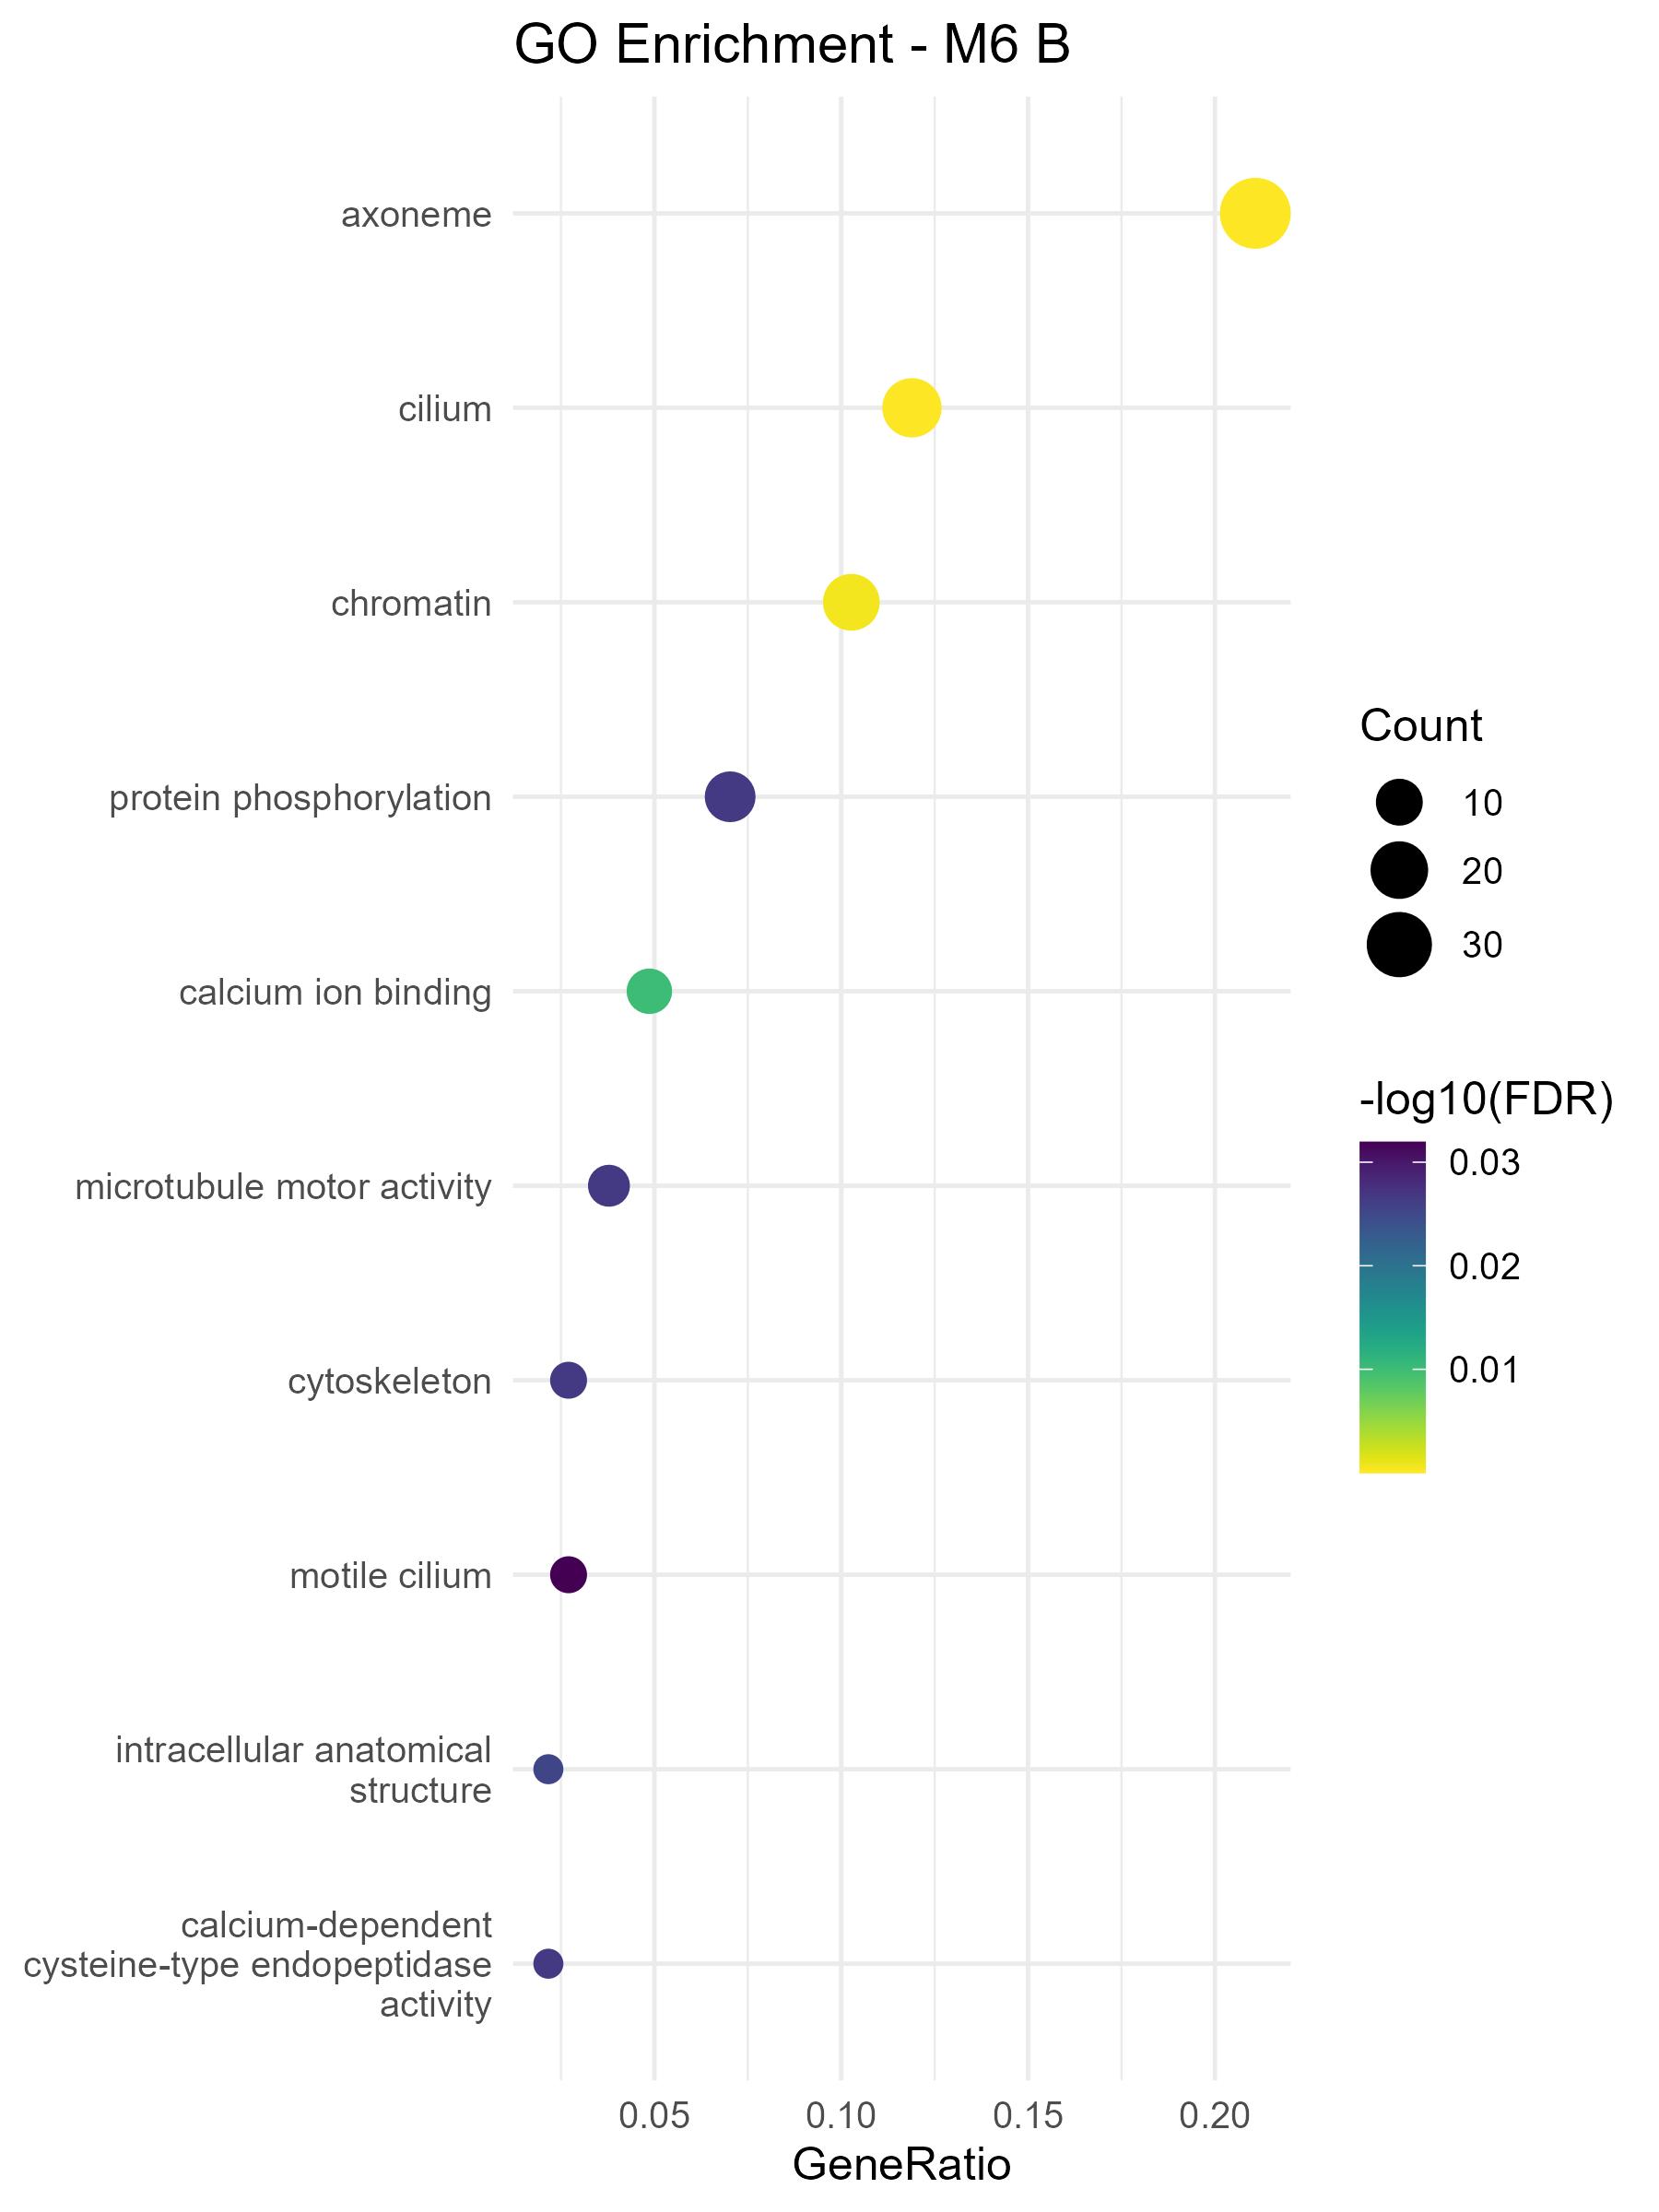 GO Enrichment - M6 B
axoneme
cilium
chromatin
protein phosphorylation
calcium ion binding
microtubule motor activity
cytoskeleton
motile cilium
intracellular anatomical
structure
calcium-dependent
cysteine-type endopeptidase
activity
0.05
0.10
0.15
0.20
GeneRatio
Count
10
20
30
-log10(FDR)
0.03
0.02
0.01